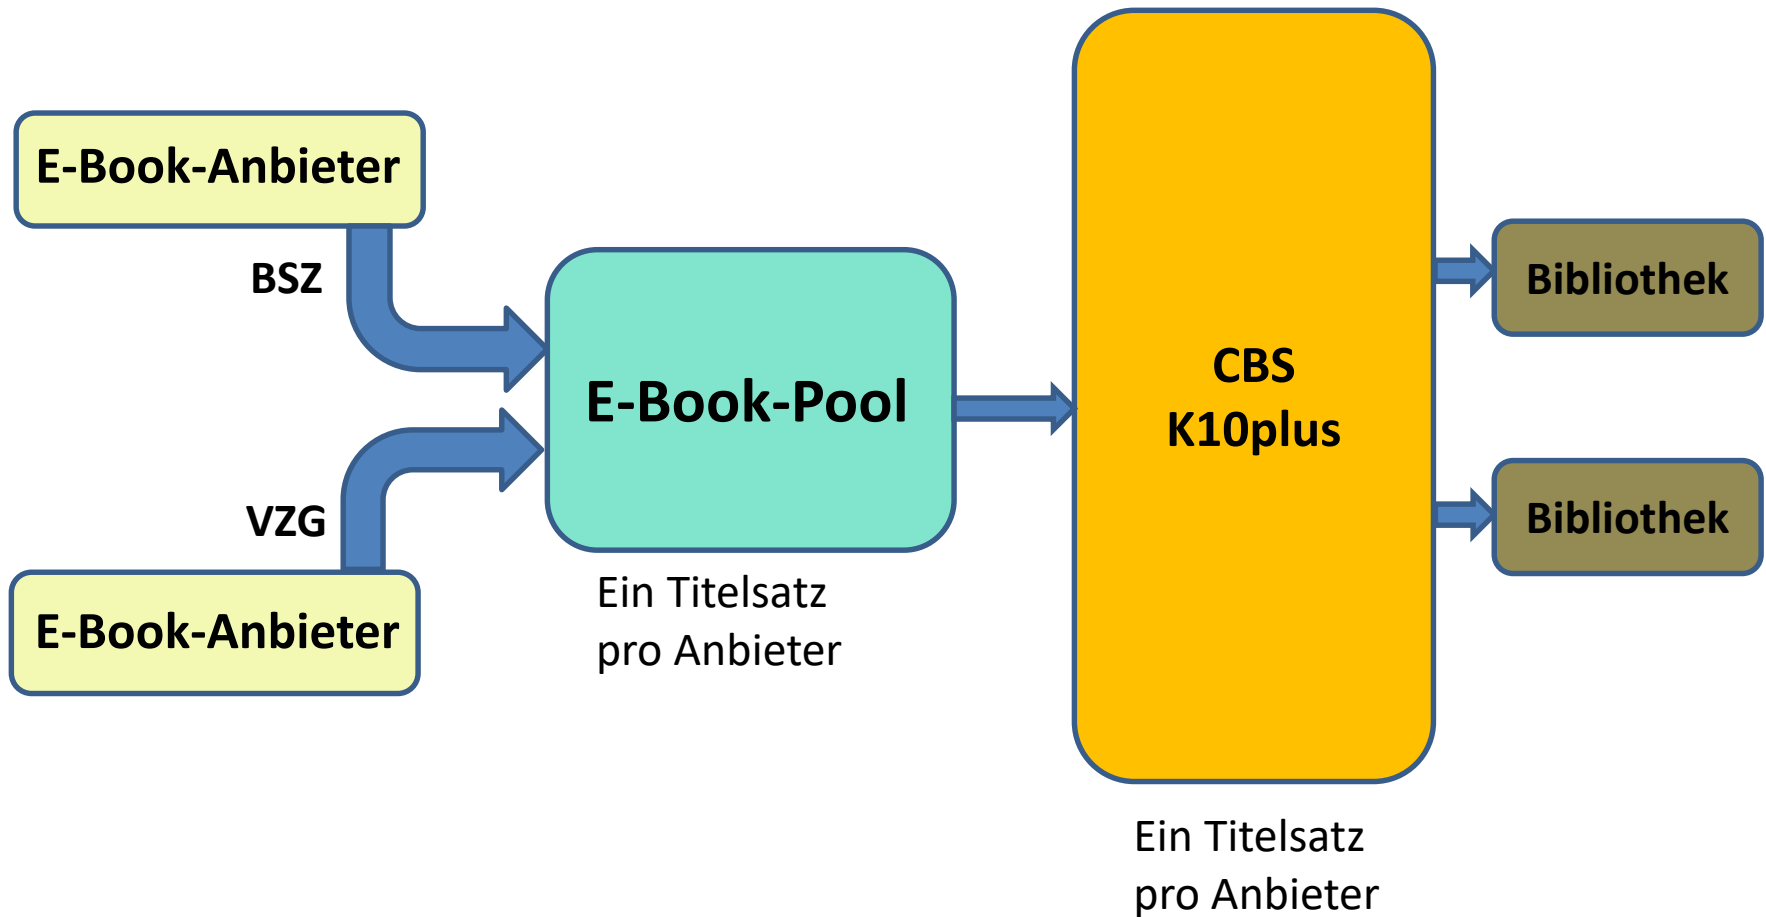 E-Book-Anbieter
BSZ
VZG
E-Book-Anbieter
E-Book-Pool
Ein Titelsatz
pro Anbieter
CBS
K10plus
Ein Titelsatz
pro Anbieter
Bibliothek
Bibliothek